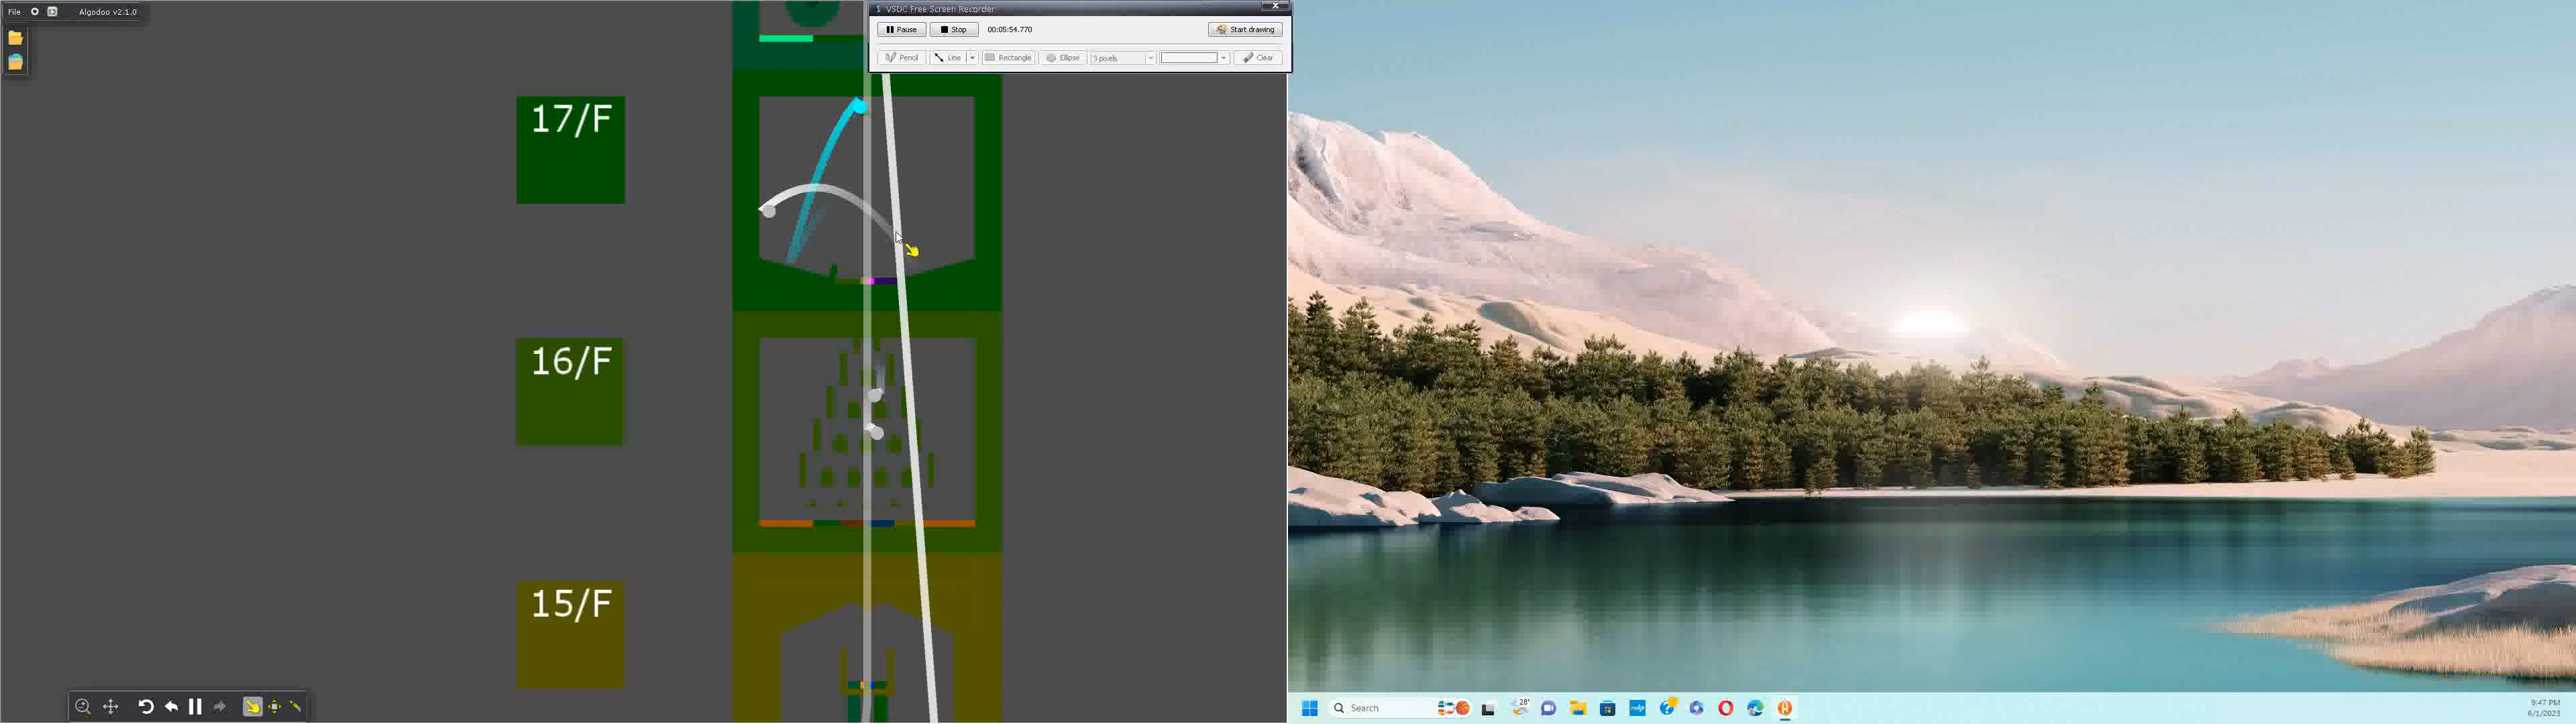 File Algodoo v2.1.0
VSDC Free Screen Recorder
Pause Stop 00:05:54.770 Start drawing
Pencil Line Rectangle Ellipse 3 pixels Clear
17/F
16/F
15/F
Search
28°
9:47 PM
6/1/2023